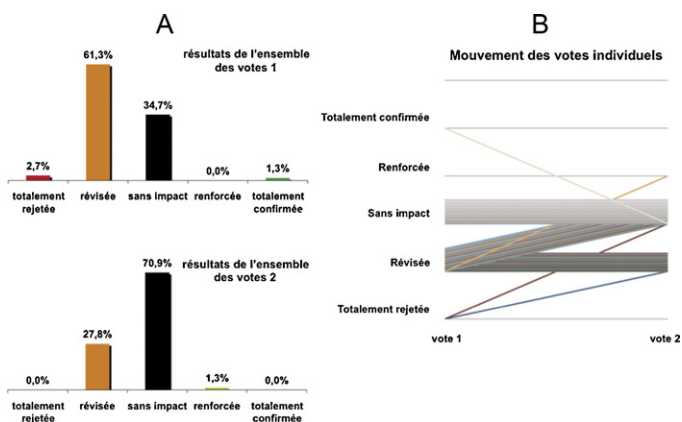 A
résultats de l'ensemble
des votes 1
61,3%
34,7%
2,7%
0,0%
1,3%
totalement
rejetée
révisée
sans impact
renforcée
totalement
confirmée
résultats de l'ensemble
des votes 2
70,9%
27,8%
0,0%
1,3%
0,0%
totalement
rejetée
révisée
sans impact
renforcée
totalement
confirmée
B
Mouvement des votes individuels
Totalement confirmée
Renforcée
Sans impact
Révisée
Totalement rejetée
vote 1
vote 2